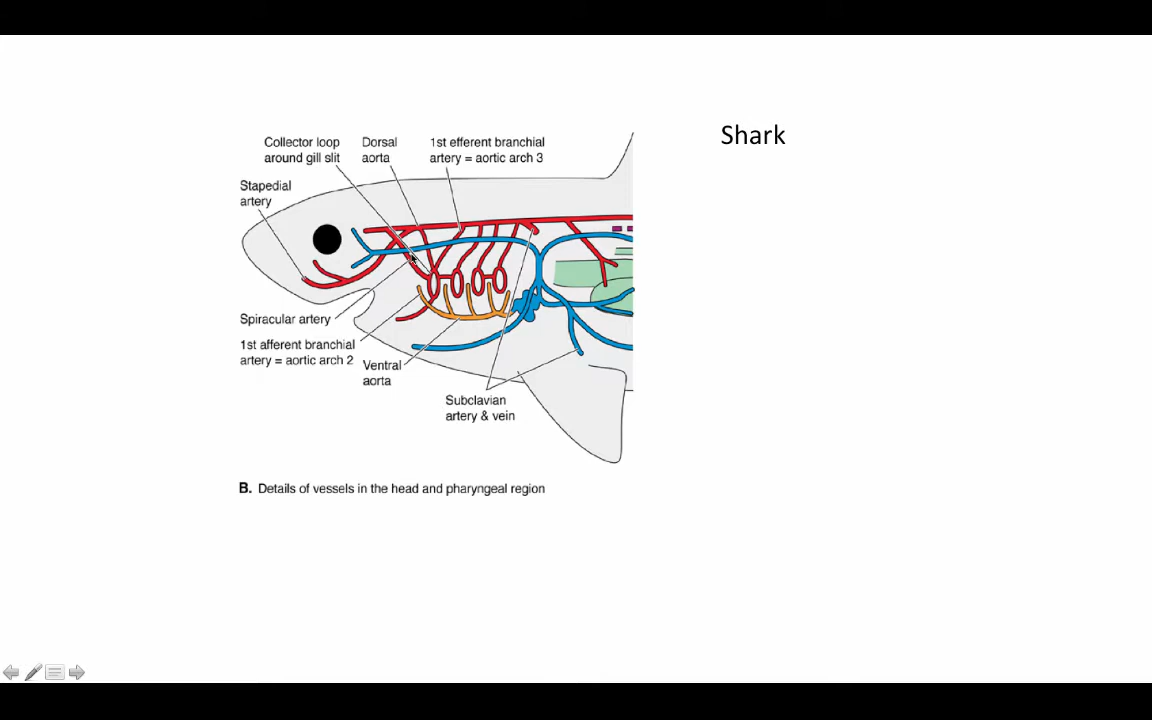 Shark
Collector loop
around gill slit
Dorsal
aorta
1st efferent branchial
artery = aortic arch 3
Stapedial
artery
Spiracular artery
1st afferent branchial
artery = aortic arch 2
Ventral
aorta
Subclavian
artery & vein
B. Details of vessels in the head and pharyngeal region